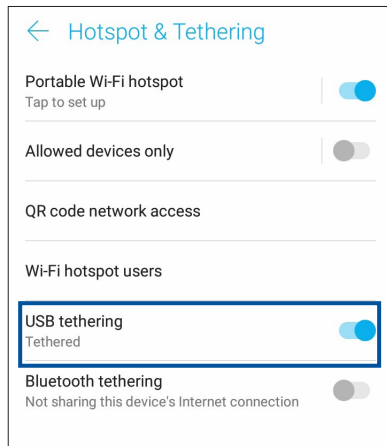 Hotspot & Tethering
Portable Wi-Fi hotspot
Tap to set up
Allowed devices only
QR code network access
Wi-Fi hotspot users
USB tethering
Tethered
Bluetooth tethering
Not sharing this device's Internet connection